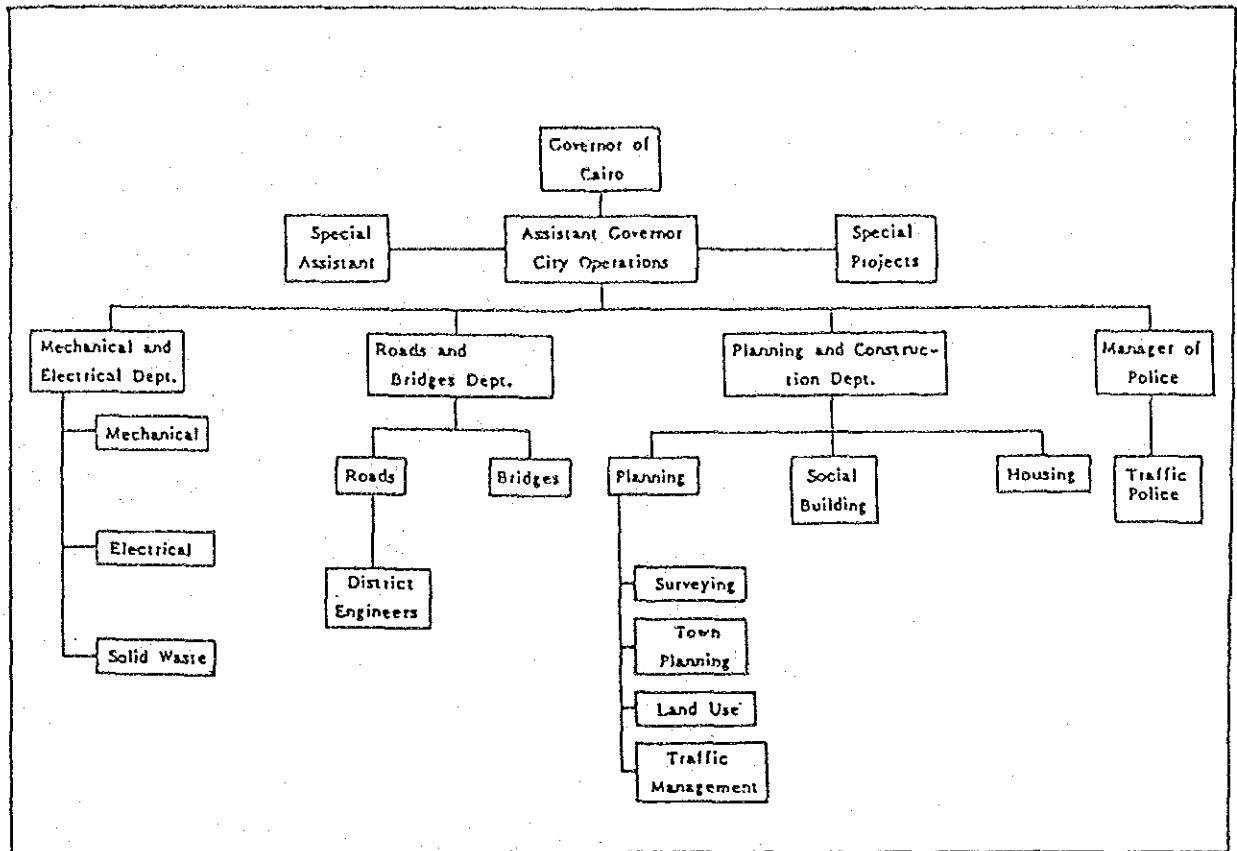 Governor of
Cairo
Special
Assistant
Assistant Governor
City Operations
Special
Projects
Mechanical and
Electrical Dept.
Roads and
Bridges Dept.
Planning and Construc-
tion Dept.
Manager of
Police
Mechanical
Electrical
Solid Waste
Roads
Bridges
District
Engineers
Planning
Social
Building
Housing
Traffic
Police
Surveying
Town
Planning
Land Use
Traffic
Management